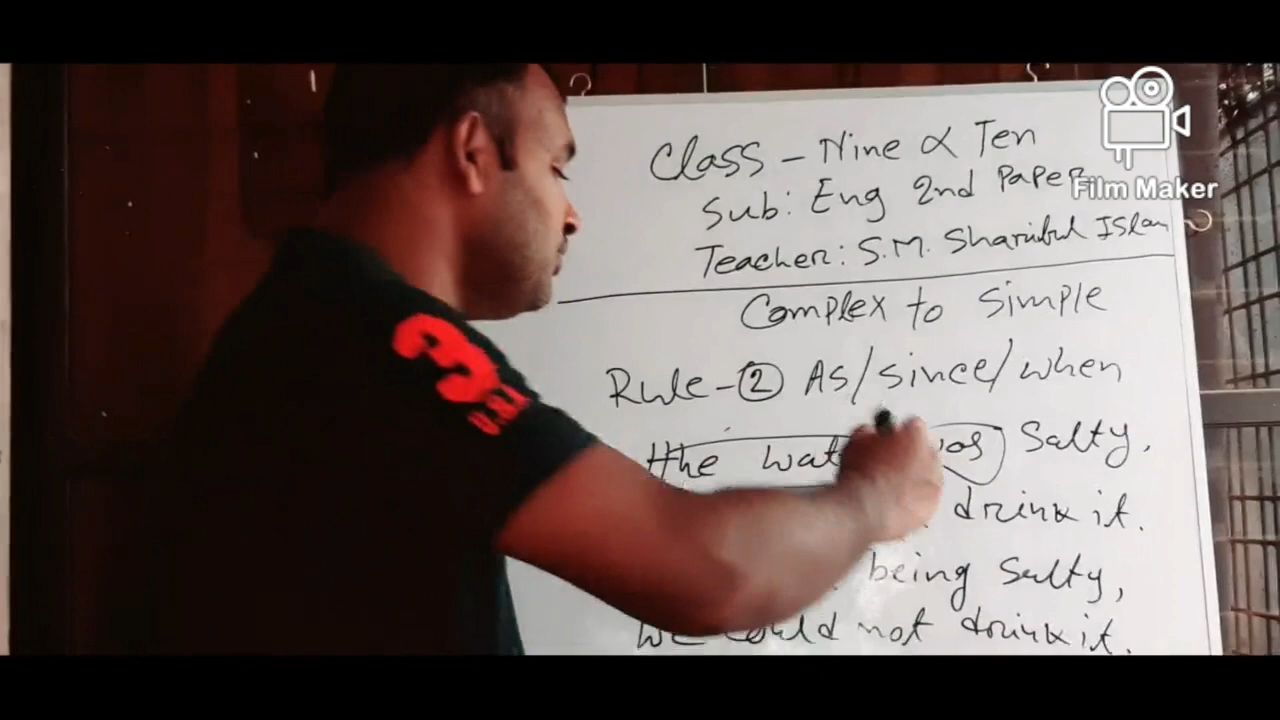 Class - Nine & Ten
Sub: Eng 2nd Paper
Film Maker
Teacher: S.M. Sharibul Islam
Complex to Simple
Rule-② As/since/when
the was Salty.
drink it.
being Salty,
We could not drink it.
3